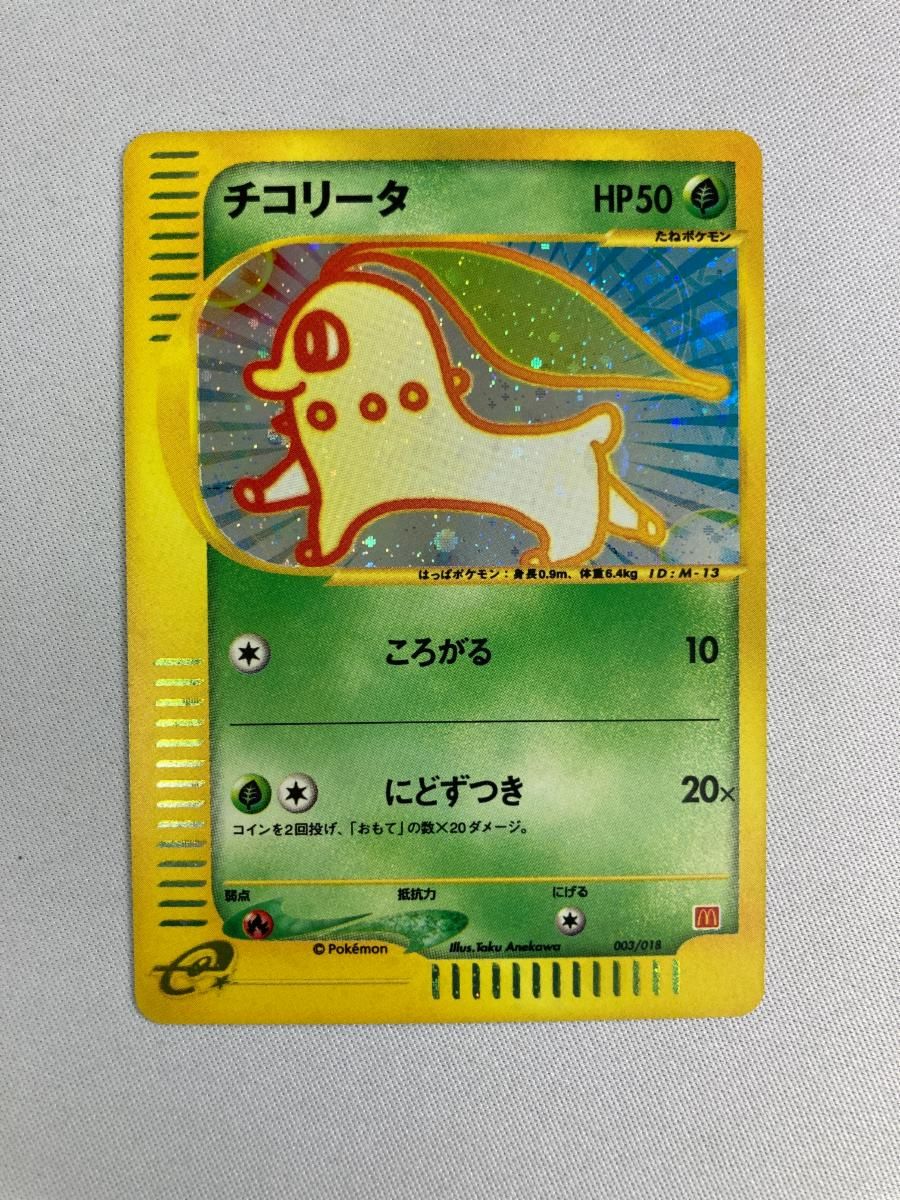 チコリータ HP50
たねポケモン
はっぱポケモン：身長0.9m、体重6.4kg ID：M-13
ころがる 10
にどずつき 20×
コインを2回投げ、「おもて」の数×20ダメージ。
弱点 抵抗力 にげる
© Pokémon Illus.Taku Anekawa 003/018
e